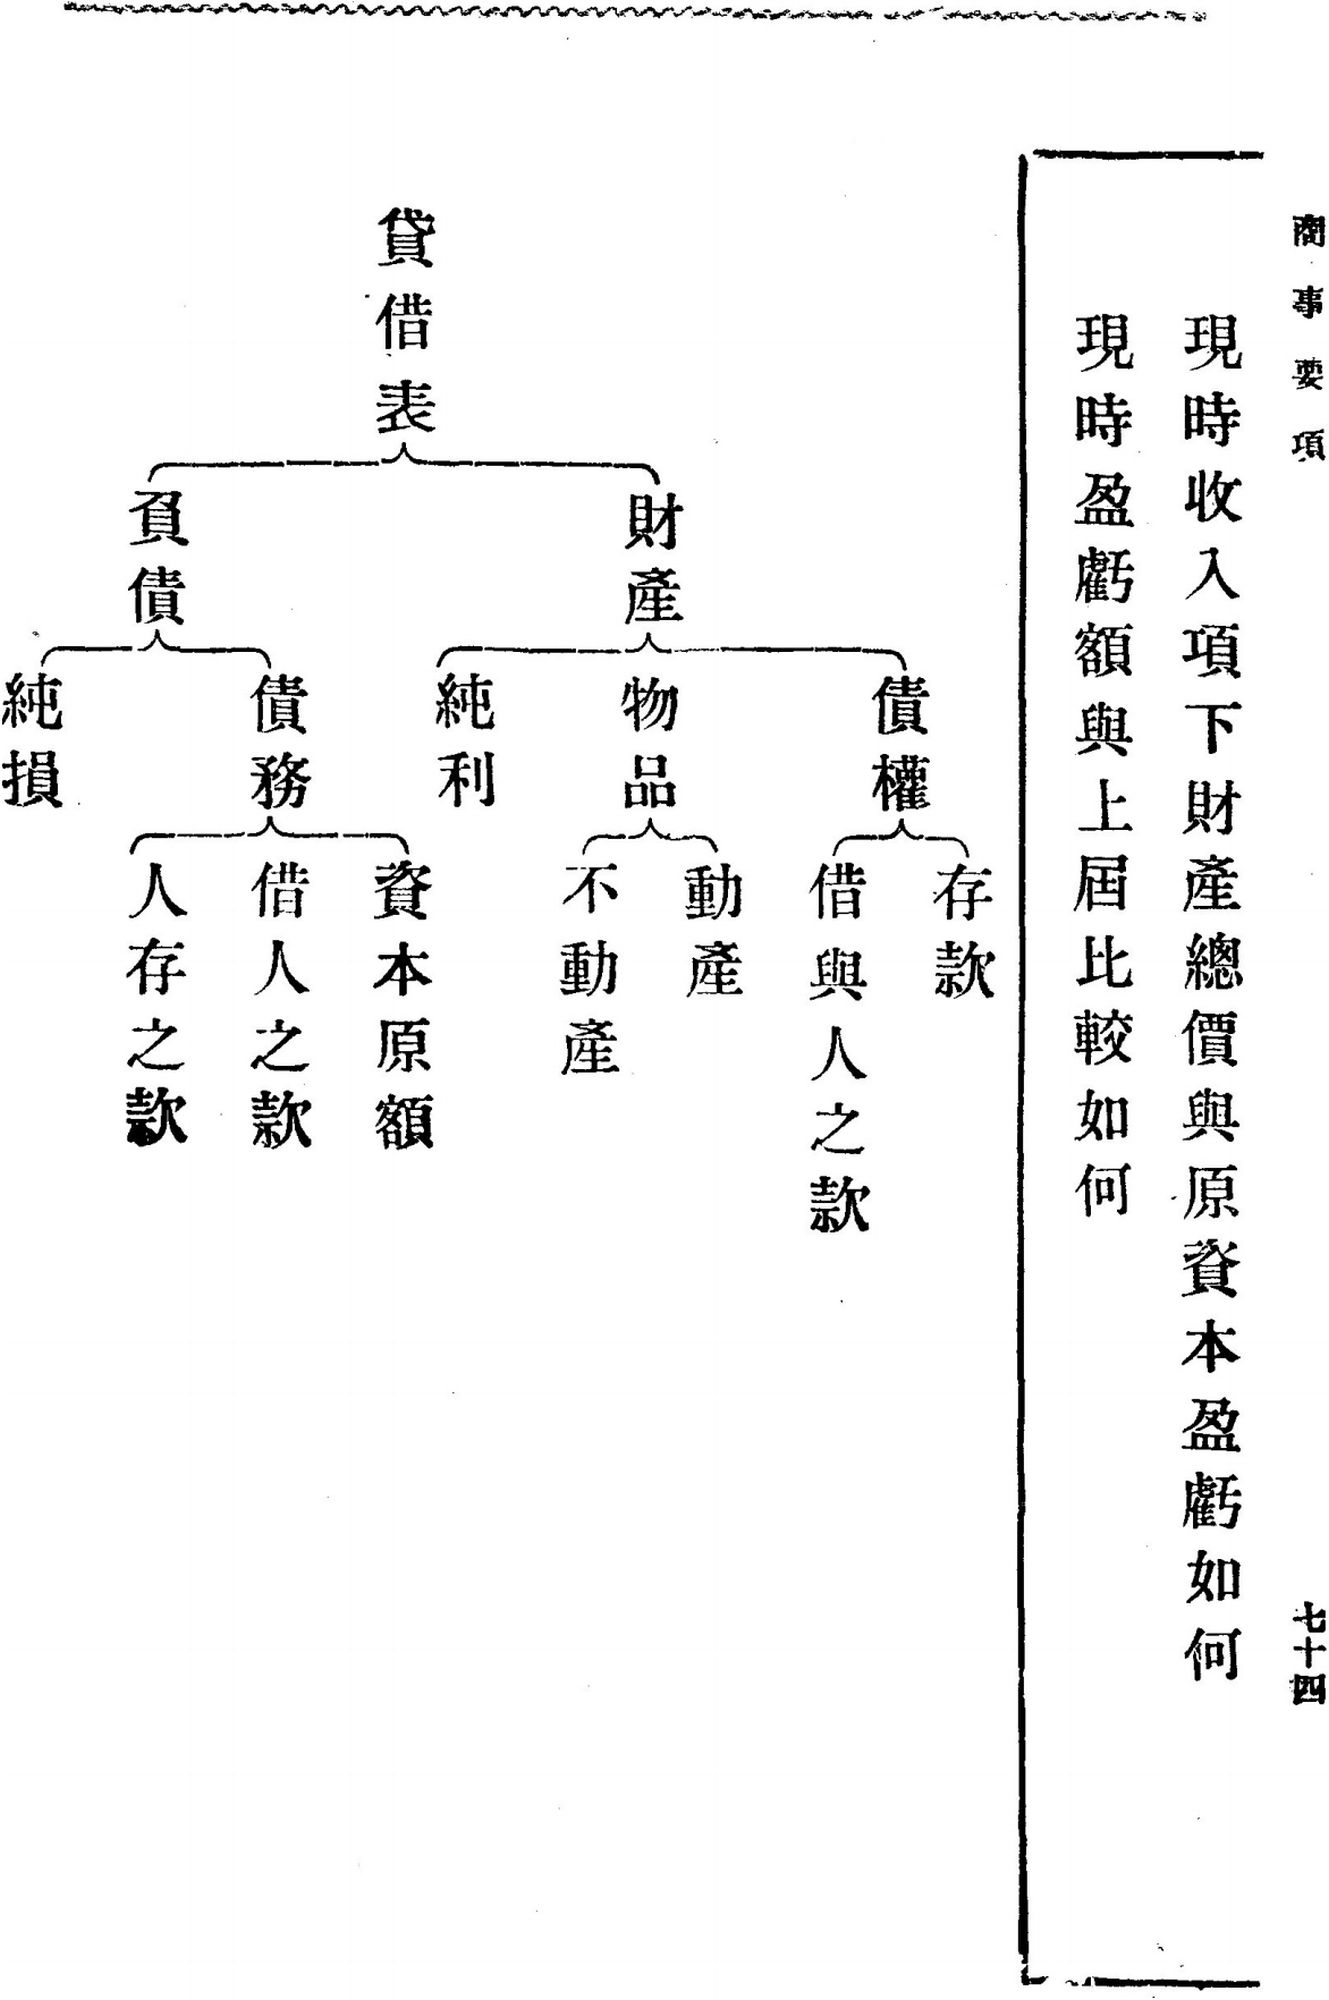 商事要項
七十四
現時收入項下財產總價與原資本盈虧如何
現時盈虧額與上屆比較如何
貸借表
財產
債權
存款
借與人之款
物品
動產
不動產
純利
負債
債務
資本原額
借人之款
人存之款
純損